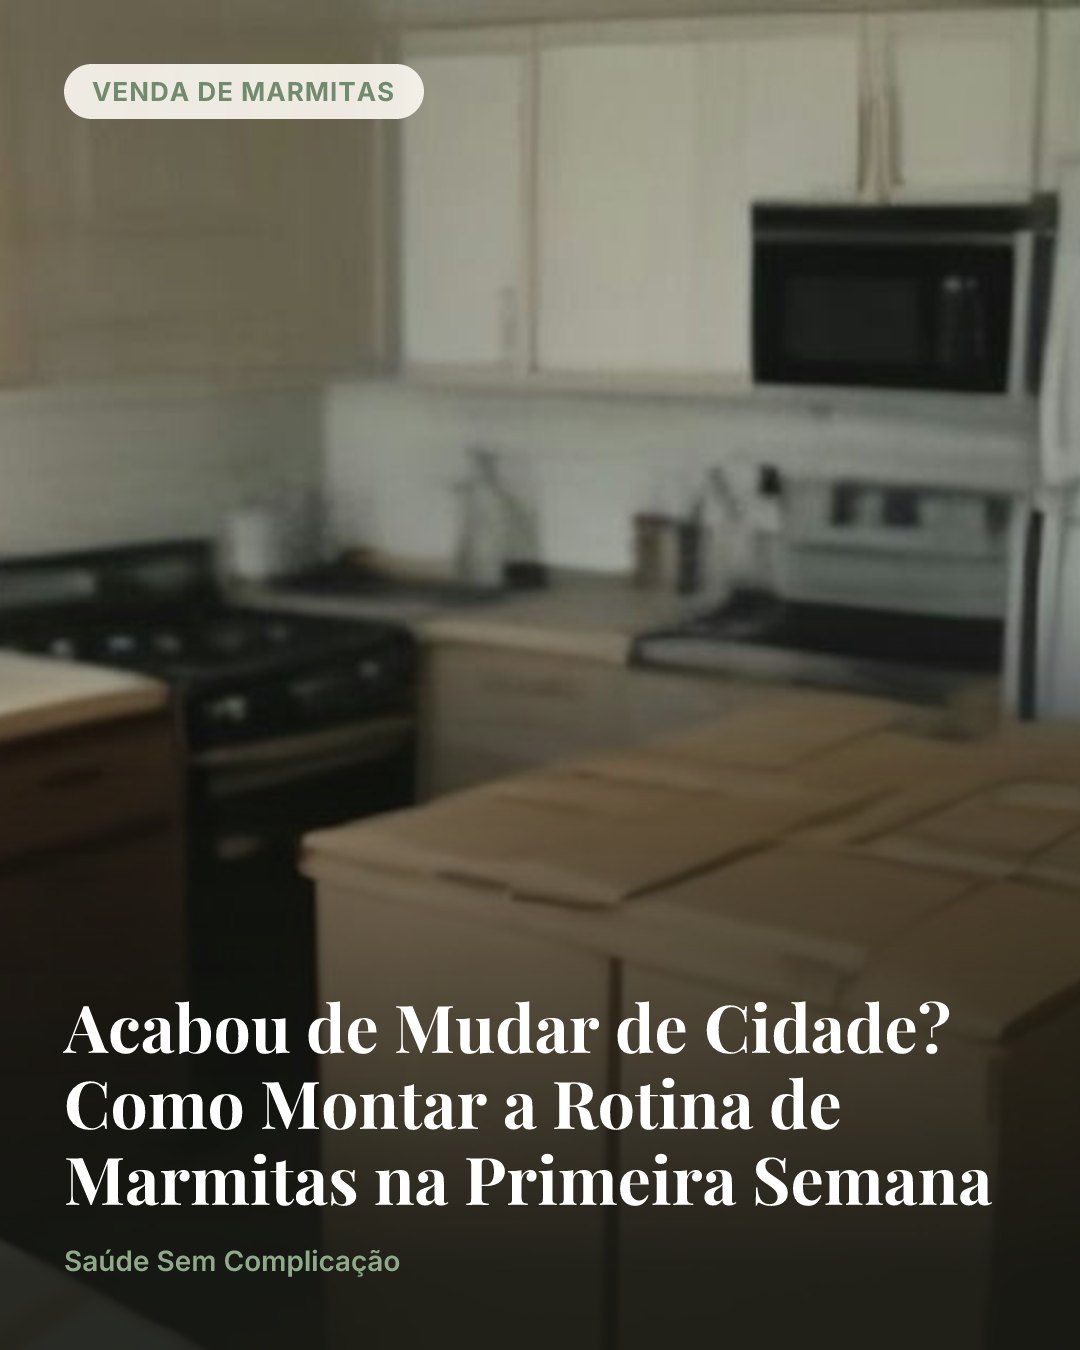 VENDA DE MARMITAS
Acabou de Mudar de Cidade?
Como Montar a Rotina de
Marmitas na Primeira Semana
Saúde Sem Complicação